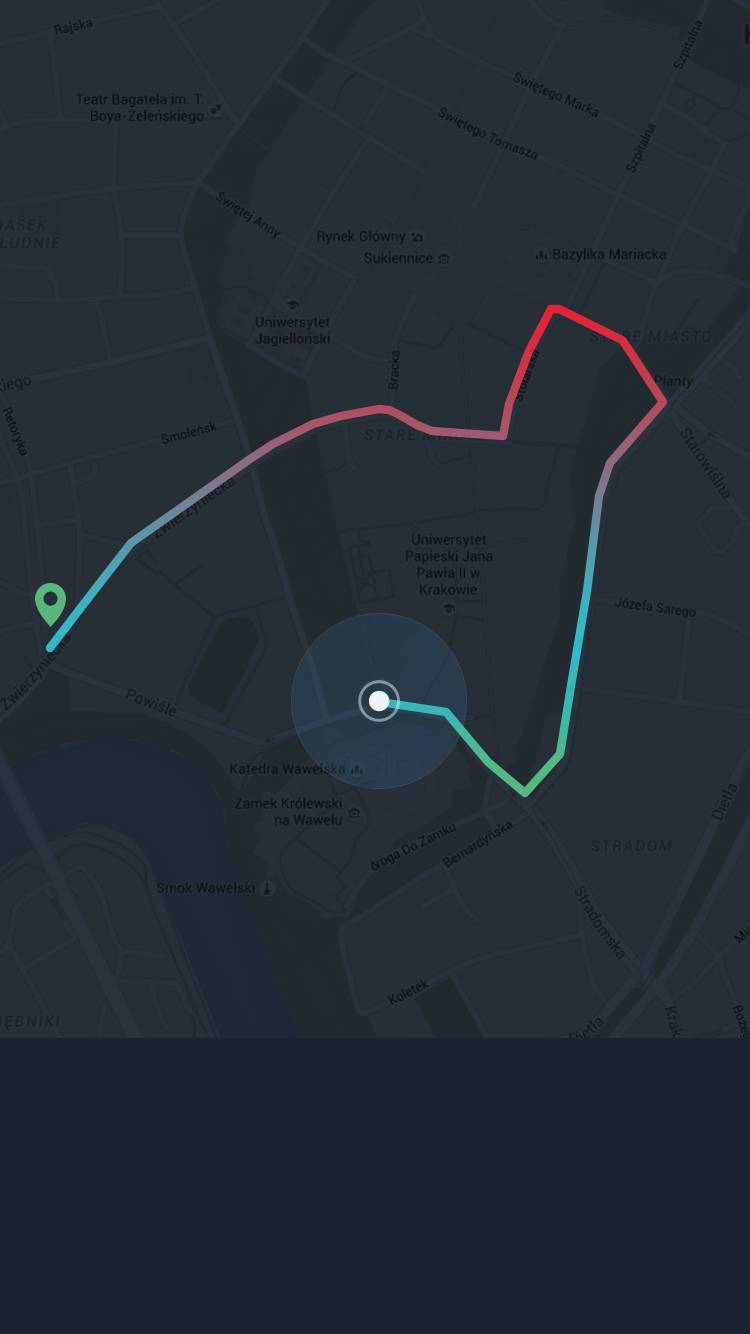 Rajska
Szpitalna
Świętego Marka
Teatr Bagatela im. T.
Boya-Żeleńskiego
Świętego Tomasza
Szpitalna
Świętej Anny
IASEK
ŁUDNIE
Rynek Główny
Sukiennice
Bazylika Mariacka
Uniwersytet
Jagielloński
STARE MIASTO
Bracka
Stolarska
kiego
Planty
Retoryka
Smoleńsk
STARE MIAST
Starowiślna
Zwierzyniecka
Uniwersytet
Papieski Jana
Pawła II w
Krakowie
Józefa Sarego
Zwierzyniecka
Powiśle
Katedra Wawelska
Zamek Królewski
na Wawelu
Droga Do Zamku
Bernardyńska
Dietla
STRADOM
Smok Wawelski
Stradomska
Koletek
DĘBNIKI
Dietla
Krak
Boże